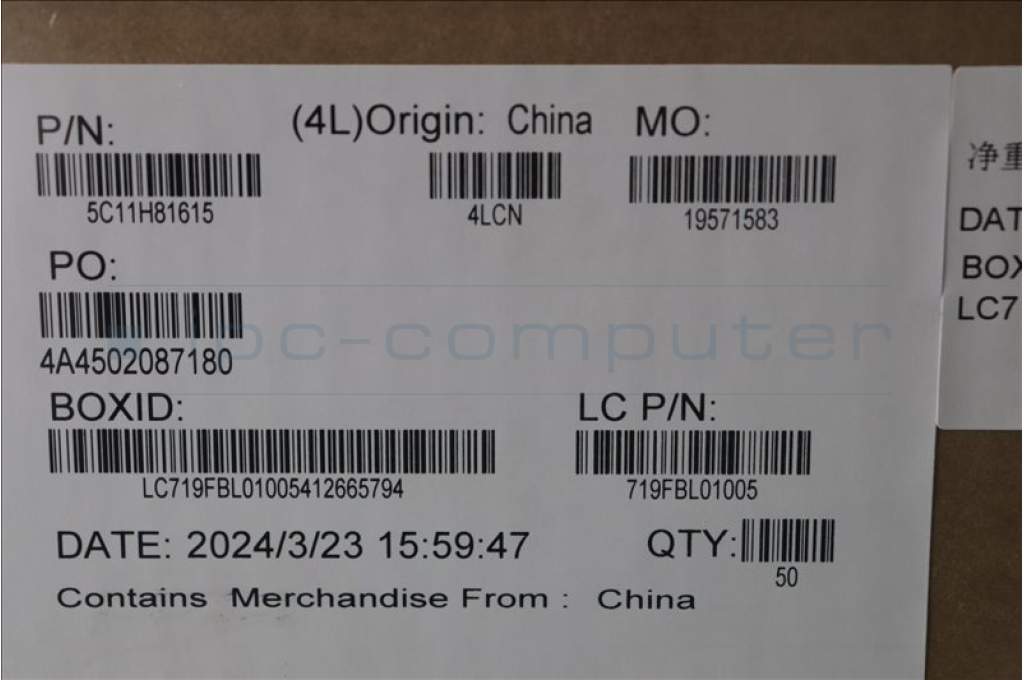 P/N: (4L)Origin: China MO:
5C11H81615 4LCN 19571583
PO:
4A4502087180
BOXID: LC P/N:
LC719FBL01005412665794 719FBL01005
DATE: 2024/3/23 15:59:47 QTY:
50
Contains Merchandise From : China
ipc-computer
净重
DAT
BOX
LC7